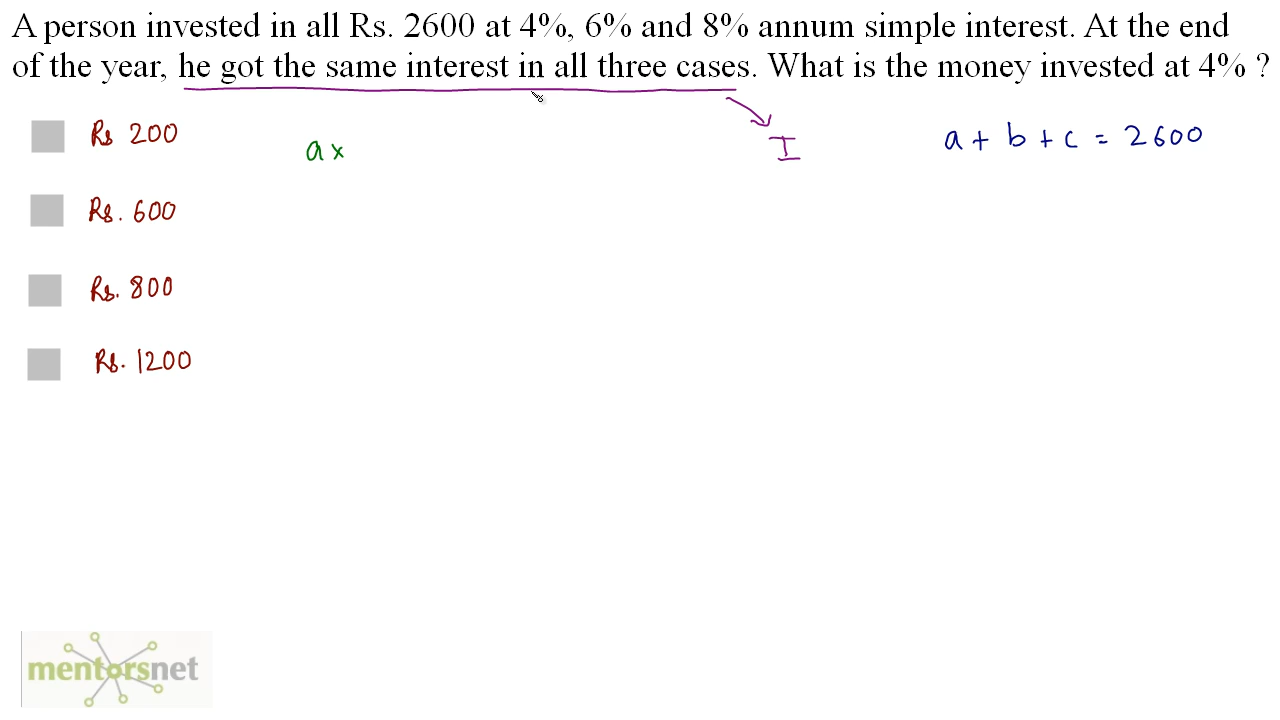 A person invested in all Rs. 2600 at 4%, 6% and 8% annum simple interest. At the end
of the year, he got the same interest in all three cases. What is the money invested at 4% ?
Rs 200
a x
I
a + b + c = 2600
Rs. 600
Rs. 800
Rs. 1200
mentorsnet